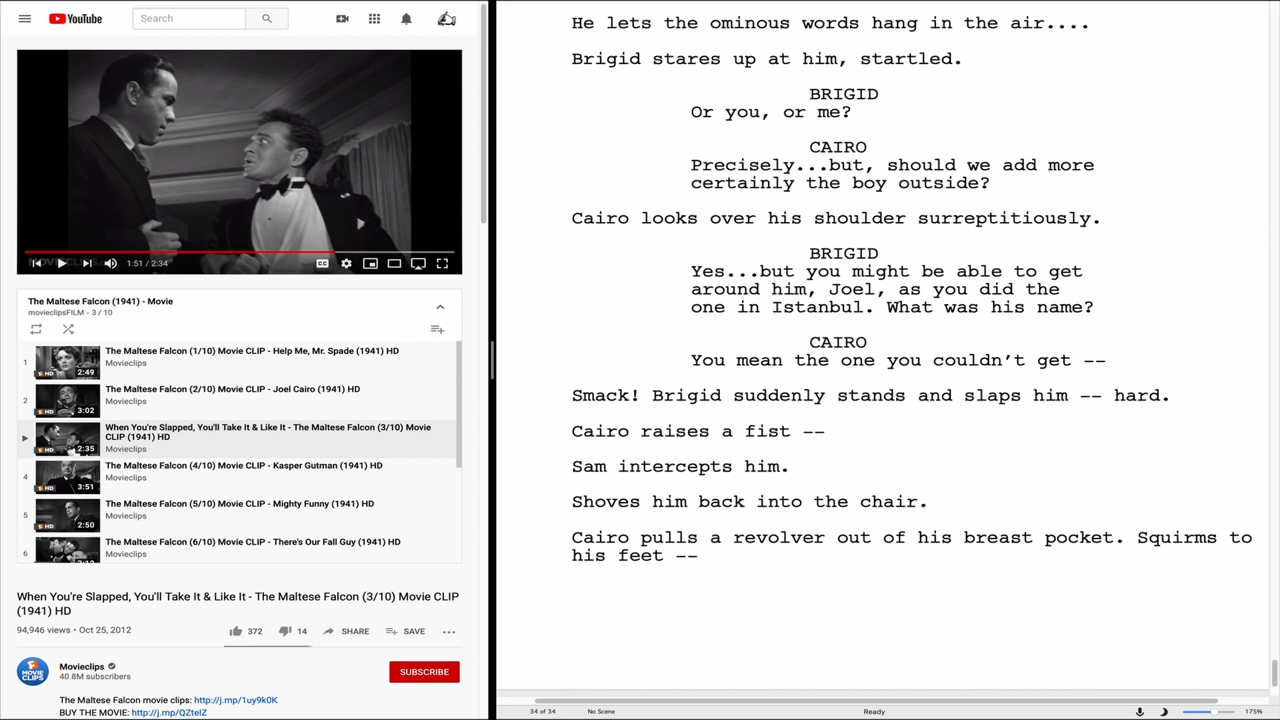 YouTube
Search
1:51 / 2:34
The Maltese Falcon (1941) - Movie
movieclipsFILM - 3 / 10
1
2:49
The Maltese Falcon (1/10) Movie CLIP - Help Me, Mr. Spade (1941) HD
Movieclips
2
3:02
The Maltese Falcon (2/10) Movie CLIP - Joel Cairo (1941) HD
Movieclips
2:35
When You're Slapped, You'll Take It & Like It - The Maltese Falcon (3/10) Movie
CLIP (1941) HD
Movieclips
4
3:51
The Maltese Falcon (4/10) Movie CLIP - Kasper Gutman (1941) HD
Movieclips
5
2:50
The Maltese Falcon (5/10) Movie CLIP - Mighty Funny (1941) HD
Movieclips
6
The Maltese Falcon (6/10) Movie CLIP - There's Our Fall Guy (1941) HD
Movieclips
When You're Slapped, You'll Take It & Like It - The Maltese Falcon (3/10) Movie CLIP
(1941) HD
94,946 views • Oct 25, 2012
372
14
SHARE
SAVE
MOVIE
CLIPS
Movieclips
40.8M subscribers
SUBSCRIBE
The Maltese Falcon movie clips: http://j.mp/1uy9k0K
BUY THE MOVIE: http://j.mp/QZteIZ
He lets the ominous words hang in the air....
Brigid stares up at him, startled.
BRIGID
Or you, or me?
CAIRO
Precisely...but, should we add more
certainly the boy outside?
Cairo looks over his shoulder surreptitiously.
BRIGID
Yes...but you might be able to get
around him, Joel, as you did the
one in Istanbul. What was his name?
CAIRO
You mean the one you couldn't get --
Smack! Brigid suddenly stands and slaps him -- hard.
Cairo raises a fist --
Sam intercepts him.
Shoves him back into the chair.
Cairo pulls a revolver out of his breast pocket. Squirms to
his feet --
34 of 34
No Scene
Ready
175%